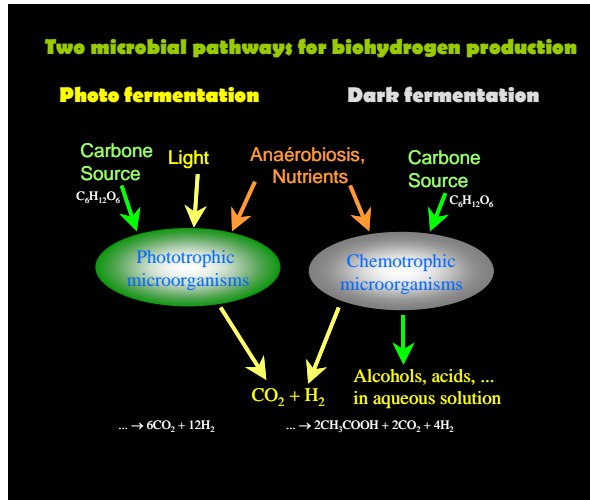 Two microbial pathways for biohydrogen production
Photo fermentation
Dark fermentation
Carbone
Source
C₆H₁₂O₆
Light
Anaérobiosis,
Nutrients
Carbone
Source
C₆H₁₂O₆
Phototrophic
microorganisms
Chemotrophic
microorganisms
CO₂ + H₂
Alcohols, acids, ...
in aqueous solution
... → 6CO₂ + 12H₂
... → 2CH₃COOH + 2CO₂ + 4H₂